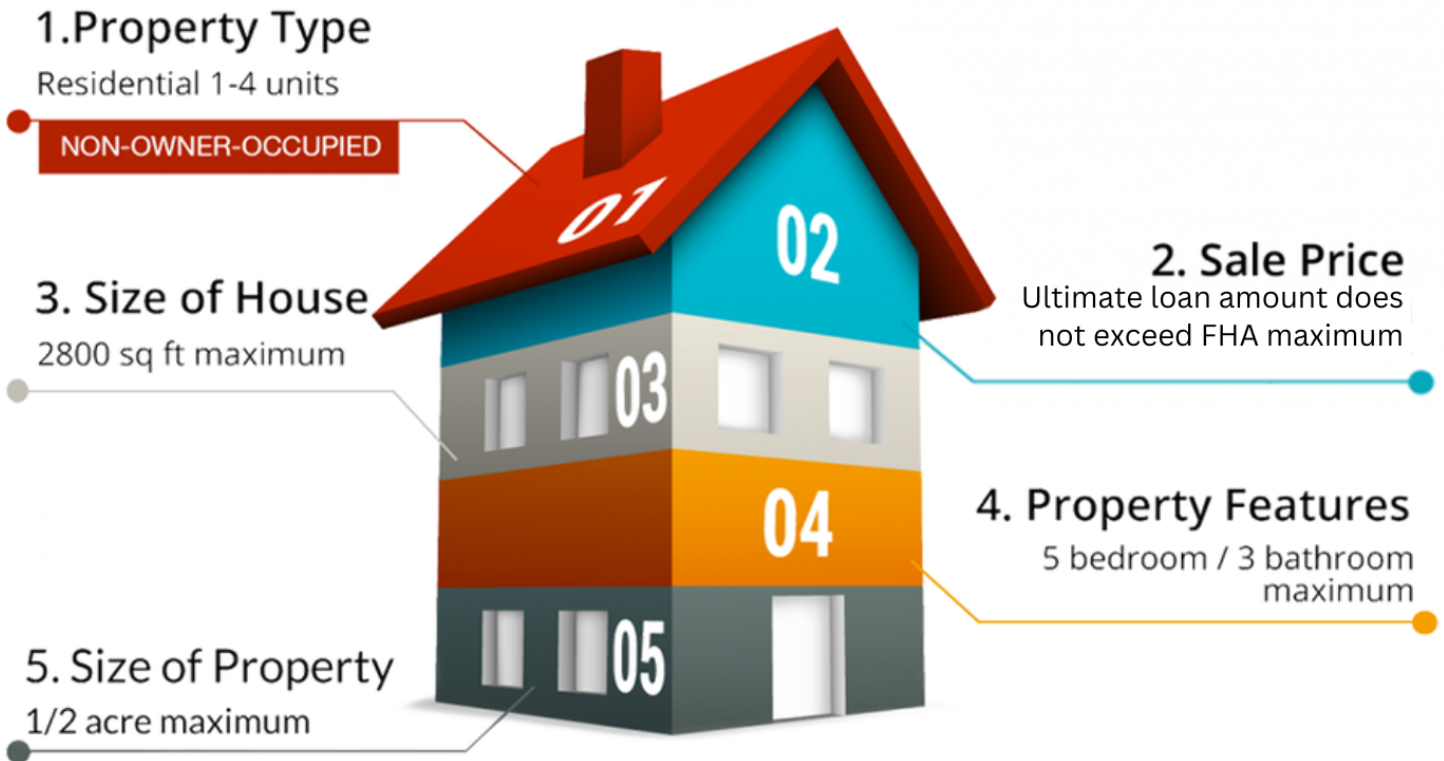 1.Property Type
Residential 1-4 units
NON-OWNER-OCCUPIED
01
02
2. Sale Price
Ultimate loan amount does
not exceed FHA maximum
3. Size of House
2800 sq ft maximum
03
04
4. Property Features
5 bedroom / 3 bathroom
maximum
5. Size of Property
1/2 acre maximum
05